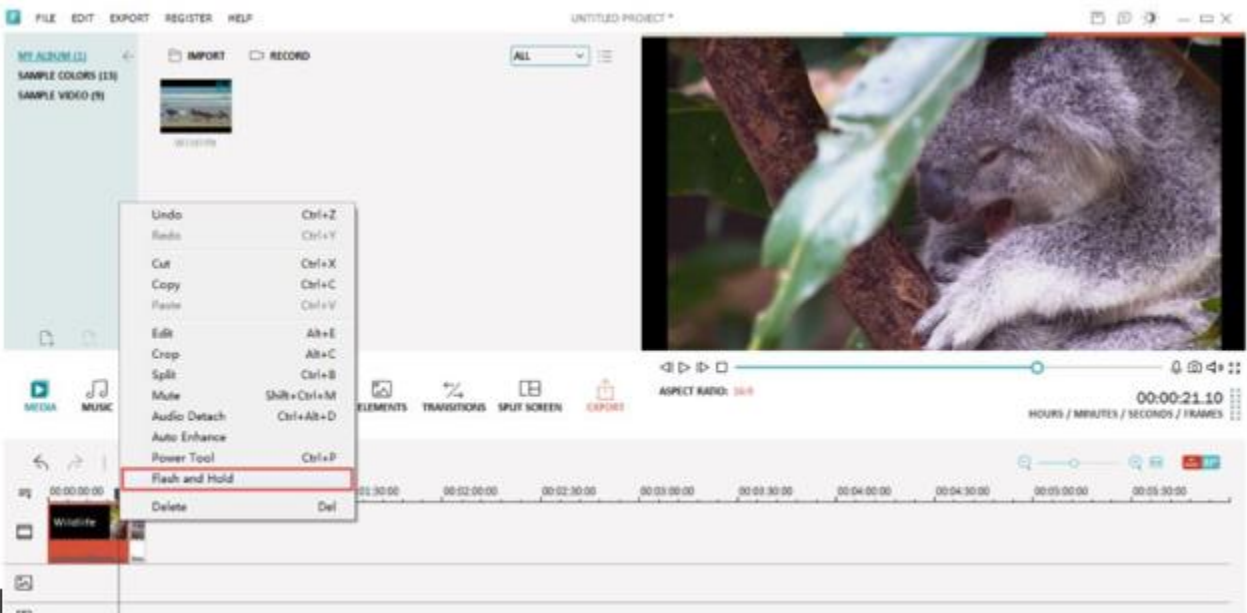 FILE EDIT EXPORT REGISTER HELP
UNTITLED PROJECT *
MY ALBUM (1)
SAMPLE COLORS (15)
SAMPLE VIDEO (9)
IMPORT RECORD
ALL
Undo Ctrl+Z
Redo Ctrl+Y
Cut Ctrl+X
Copy Ctrl+C
Paste Ctrl+V
Edit Alt+E
Crop Alt+C
Split Ctrl+B
Mute Shift+Ctrl+M
Audio Detach Ctrl+Alt+D
Auto Enhance
Power Tool Ctrl+P
Flash and Hold
Delete Del
MEDIA MUSIC ELEMENTS TRANSITIONS SPLIT SCREEN EXPORT
ASPECT RATIO: 16:9
00:00:21.10
HOURS / MINUTES / SECONDS / FRAMES
00:00:00:00 01:30:00 00:02:00:00 00:02:30:00 00:03:00:00 00:03:30:00 00:04:00:00 00:04:30:00 00:05:00:00 00:05:30:00
Wildlife